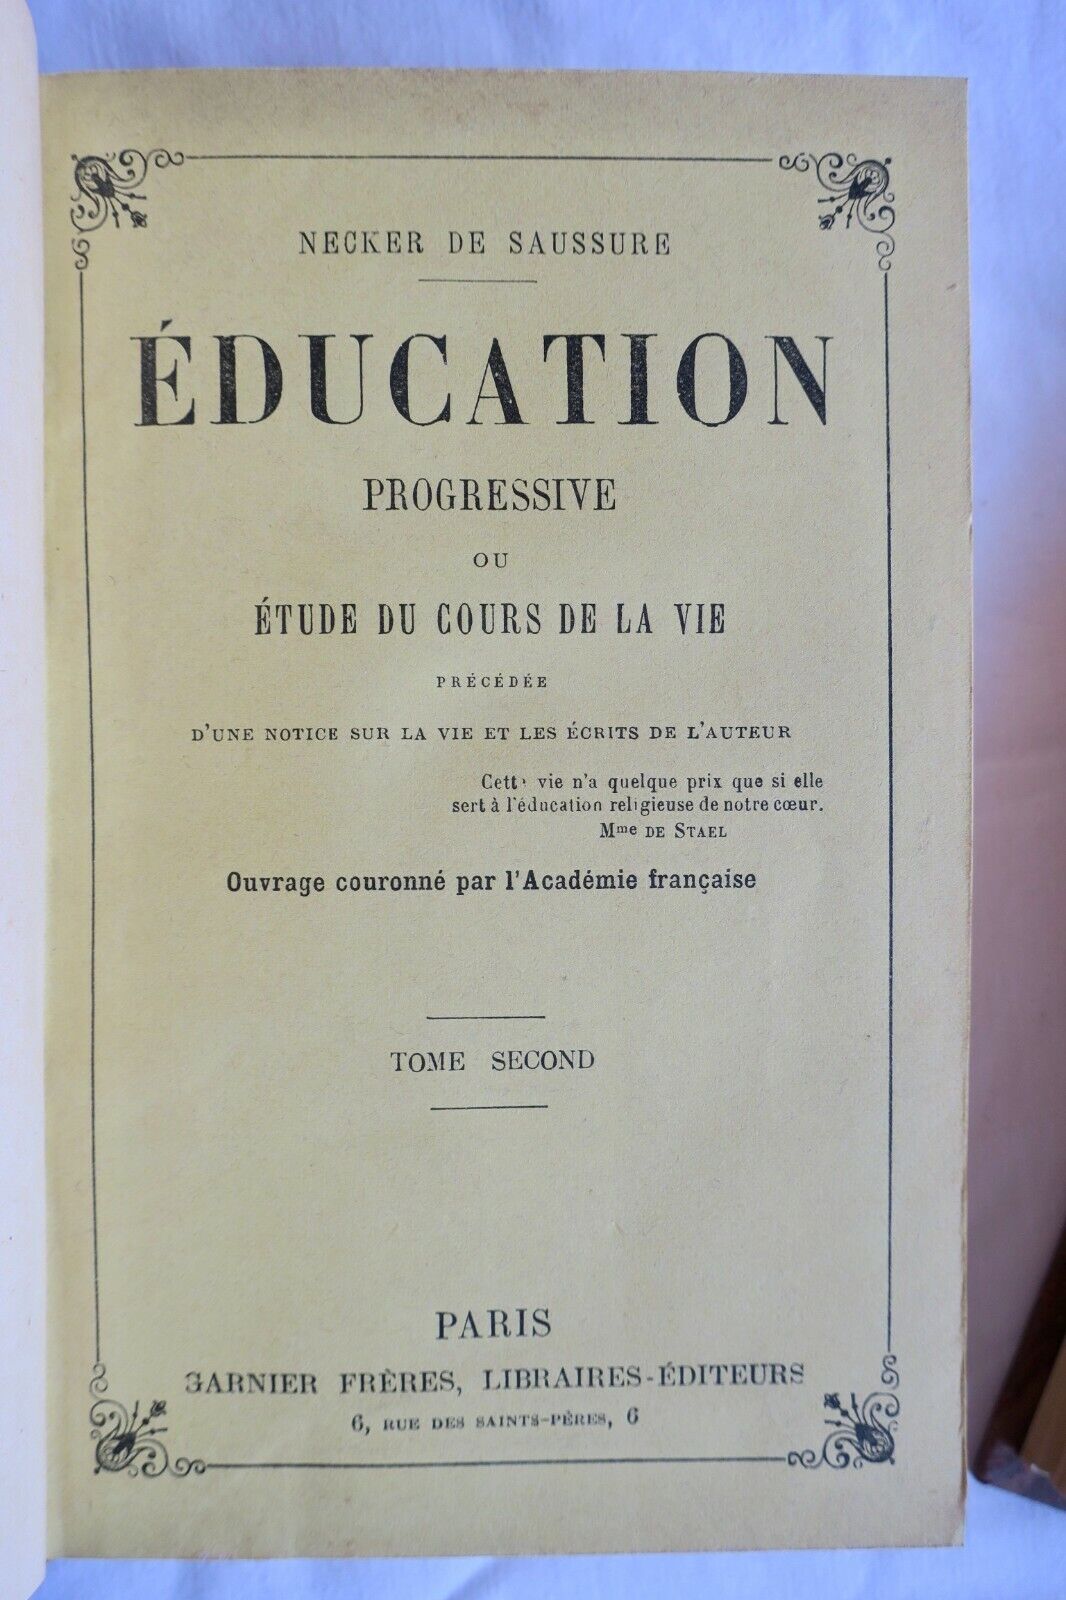 NECKER DE SAUSSURE
ÉDUCATION
PROGRESSIVE
OU
ÉTUDE DU COURS DE LA VIE
PRÉCÉDÉE
D'UNE NOTICE SUR LA VIE ET LES ÉCRITS DE L'AUTEUR
Cett' vie n'a quelque prix que si elle
sert à l'éducation religieuse de notre cœur.
Mme DE STAEL
Ouvrage couronné par l'Académie française
TOME SECOND
PARIS
GARNIER FRÈRES, LIBRAIRES-ÉDITEURS
6, RUE DES SAINTS-PÈRES, 6